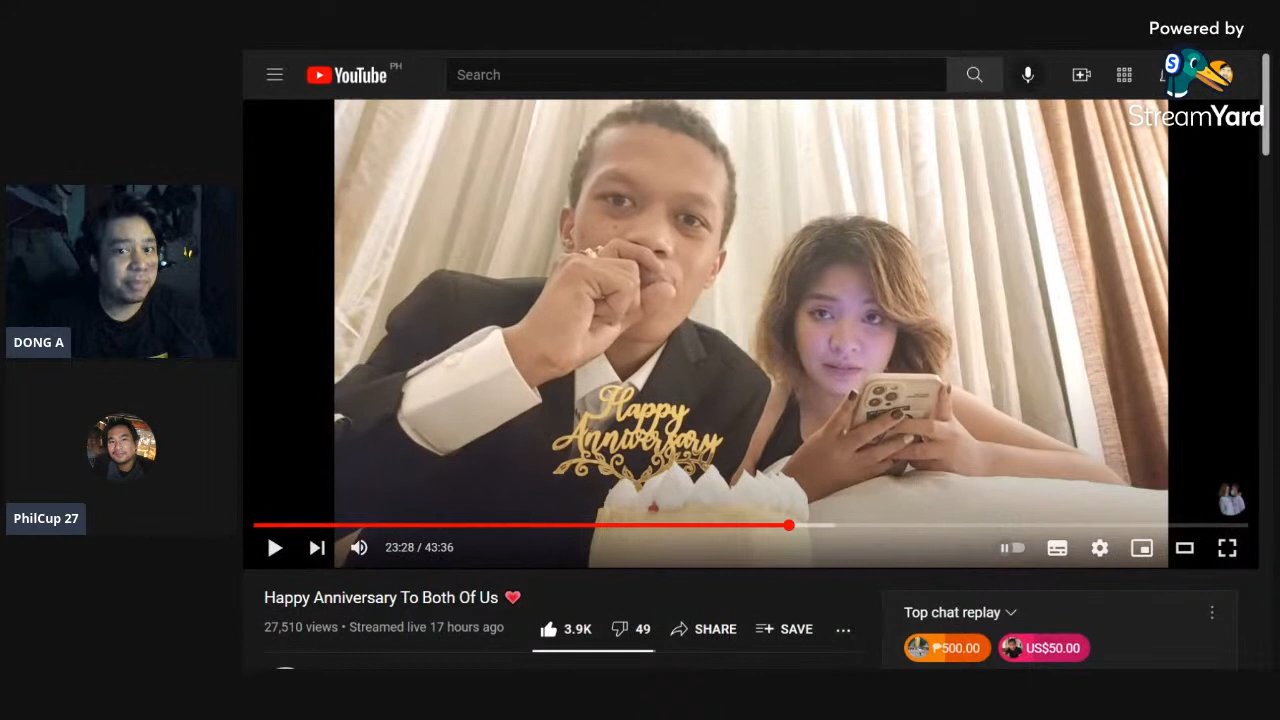 Powered by
StreamYard
YouTube PH
Search
S
DONG A
PhilCup 27
Happy
Anniversary
23:28 / 43:36
Happy Anniversary To Both Of Us ❤
27,510 views • Streamed live 17 hours ago
3.9K
49
SHARE
SAVE
Top chat replay
₱500.00
US$50.00